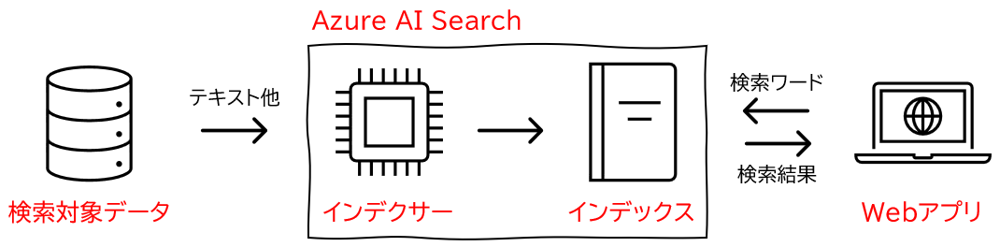 Azure AI Search
テキスト他
検索ワード
検索結果
検索対象データ
インデクサー
インデックス
Webアプリ